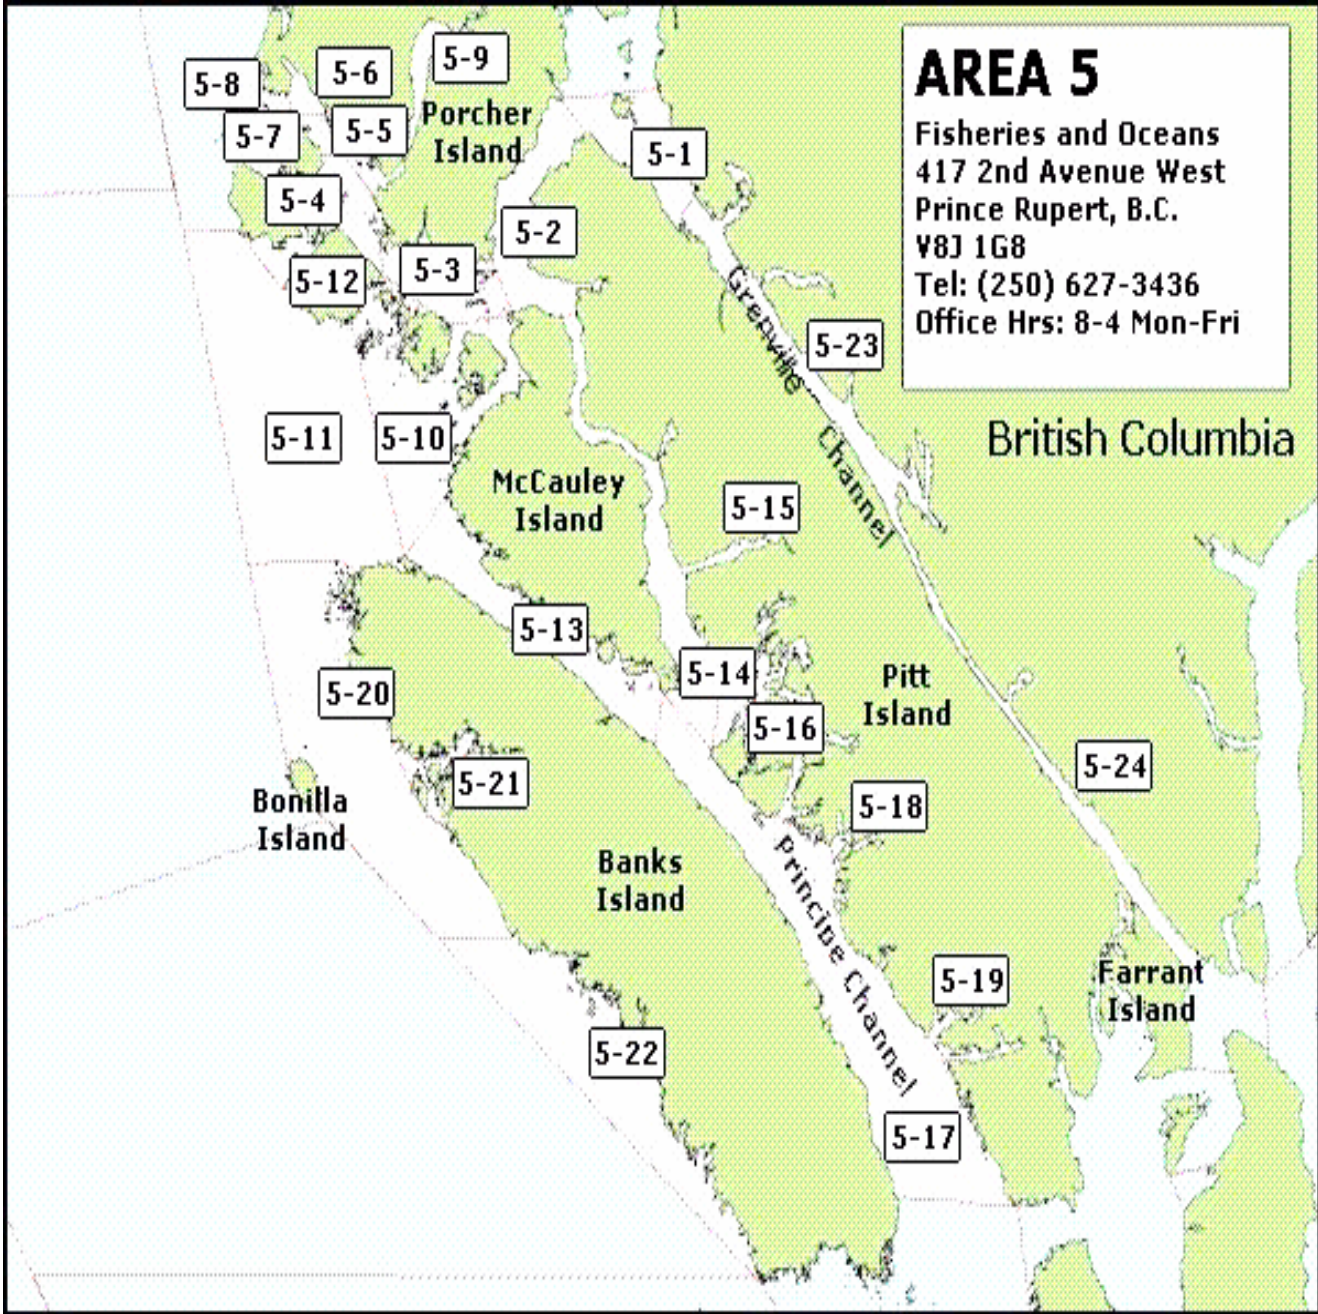 AREA 5
Fisheries and Oceans
417 2nd Avenue West
Prince Rupert, B.C.
V8J 1G8
Tel: (250) 627-3436
Office Hrs: 8-4 Mon-Fri
5-9
5-6
5-8
5-5
5-7
Porcher
Island
5-1
5-4
5-2
5-3
5-12
Grenville
Channel
5-23
5-11
5-10
British Columbia
McCauley
Island
5-15
5-13
5-14
5-20
Pitt
Island
5-16
5-24
5-21
Bonilla
Island
5-18
Banks
Island
Principe Channel
5-19
Farrant
Island
5-22
5-17